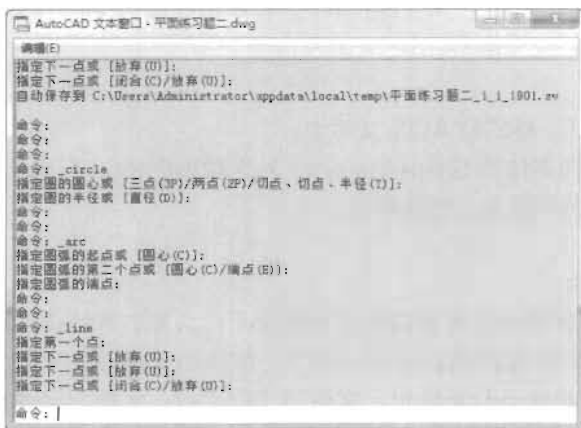 AutoCAD 文本窗口 - 平面练习题二.dwg
编辑(E)
指定下一点或 [放弃(U)]:
指定下一点或 [闭合(C)/放弃(U)]:
自动保存到 C:\Users\Administrator\appdata\local\temp\平面练习题二_1_1_1901.sv
命令:
命令:
命令:
命令: _circle
指定圆的圆心或 [三点(3P)/两点(2P)/切点、切点、半径(T)]:
指定圆的半径或 [直径(D)]:
命令:
命令:
命令: _arc
指定圆弧的起点或 [圆心(C)]:
指定圆弧的第二个点或 [圆心(C)/端点(E)]:
指定圆弧的端点:
命令:
命令:
命令: _line
指定第一个点:
指定下一点或 [放弃(U)]:
指定下一点或 [放弃(U)]:
指定下一点或 [闭合(C)/放弃(U)]:
命令: